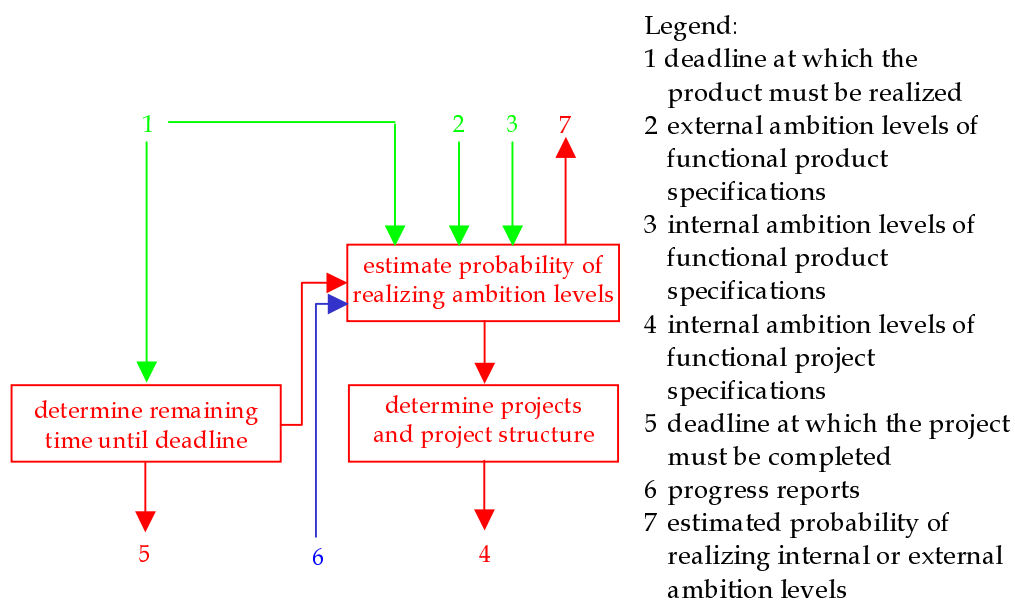 1
2
3
7
estimate probability of
realizing ambition levels
determine remaining
time until deadline
determine projects
and project structure
5
6
4
Legend:
1 deadline at which the
product must be realized
2 external ambition levels of
functional product
specifications
3 internal ambition levels of
functional product
specifications
4 internal ambition levels of
functional project
specifications
5 deadline at which the project
must be completed
6 progress reports
7 estimated probability of
realizing internal or external
ambition levels